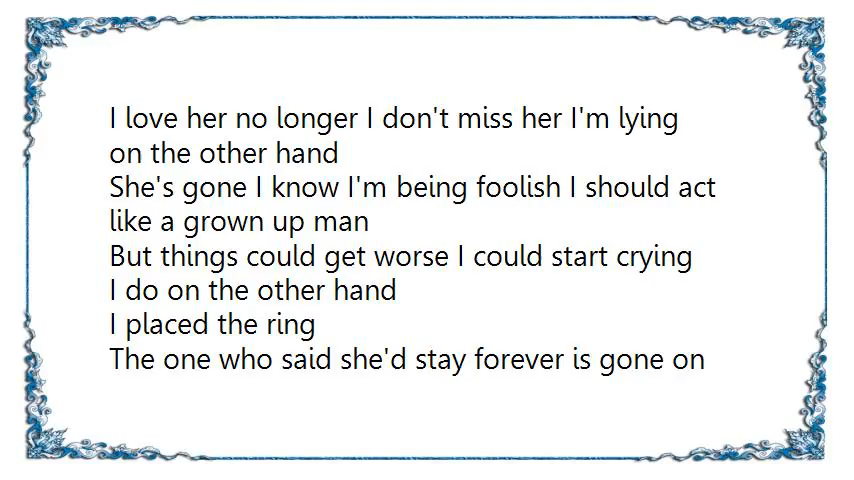 I love her no longer I don't miss her I'm lying
on the other hand
She's gone I know I'm being foolish I should act
like a grown up man
But things could get worse I could start crying
I do on the other hand
I placed the ring
The one who said she'd stay forever is gone on